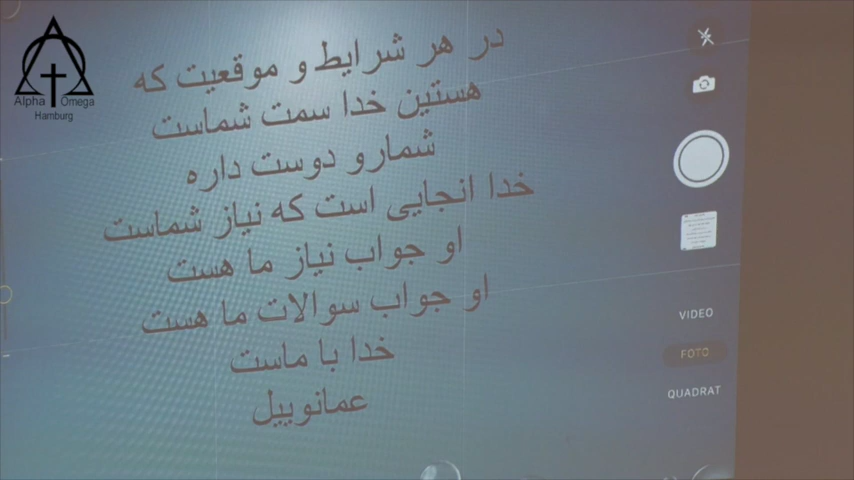 Alpha Omega
Hamburg
در هر شرایط و موقعیت که
هستین خدا سمت شماست
شمارو دوست داره
خدا انجایی است که نیاز شماست
او جواب نیاز ما هست
او جواب سوالات ما هست
خدا با ماست
عمانوییل
VIDEO
FOTO
QUADRAT